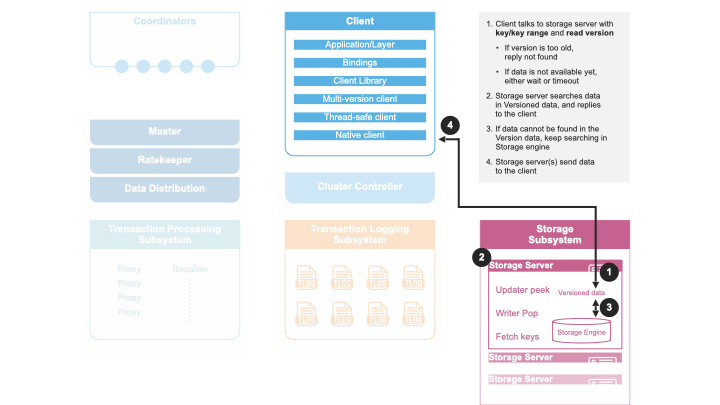 Coordinators
Client
Application/Layer
Bindings
Client Library
Multi-version client
Thread-safe client
Native client
1. Client talks to storage server with
key/key range and read version
• If version is too old,
reply not found
• If data is not available yet,
either wait or timeout
2. Storage server searches data
in Versioned data, and replies
to the client
3. If data cannot be found in the
Version data, keep searching in
Storage engine
4. Storage server(s) send data
to the client
4
Master
Ratekeeper
Data Distribution
Cluster Controller
Transaction Processing
Subsystem
Proxy Resolver
Proxy
Proxy
Proxy
Transaction Logging
Subsystem
TLOG TLOG TLOG TLOG
TLOG TLOG TLOG TLOG
Storage
Subsystem
2
Storage Server
1
Updater peek
Versioned data
Writer Pop
3
Fetch keys
Storage Engine
Storage Server
Storage Server